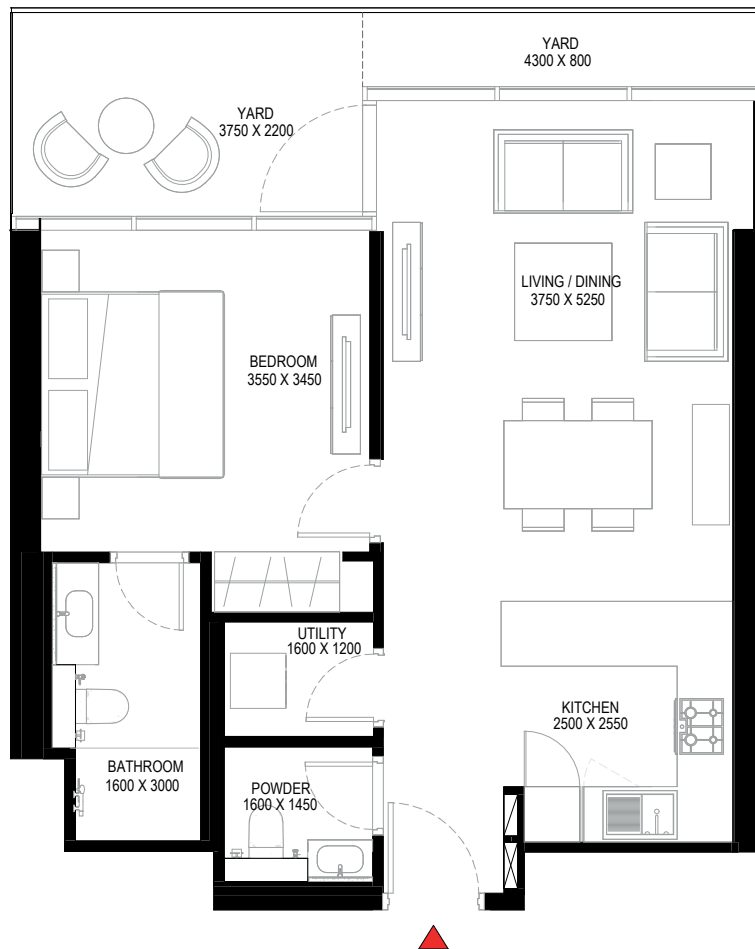 YARD
4300 X 800
YARD
3750 X 2200
LIVING / DINING
3750 X 5250
BEDROOM
3550 X 3450
UTILITY
1600 X 1200
KITCHEN
2500 X 2550
BATHROOM
1600 X 3000
POWDER
1600 X 1450